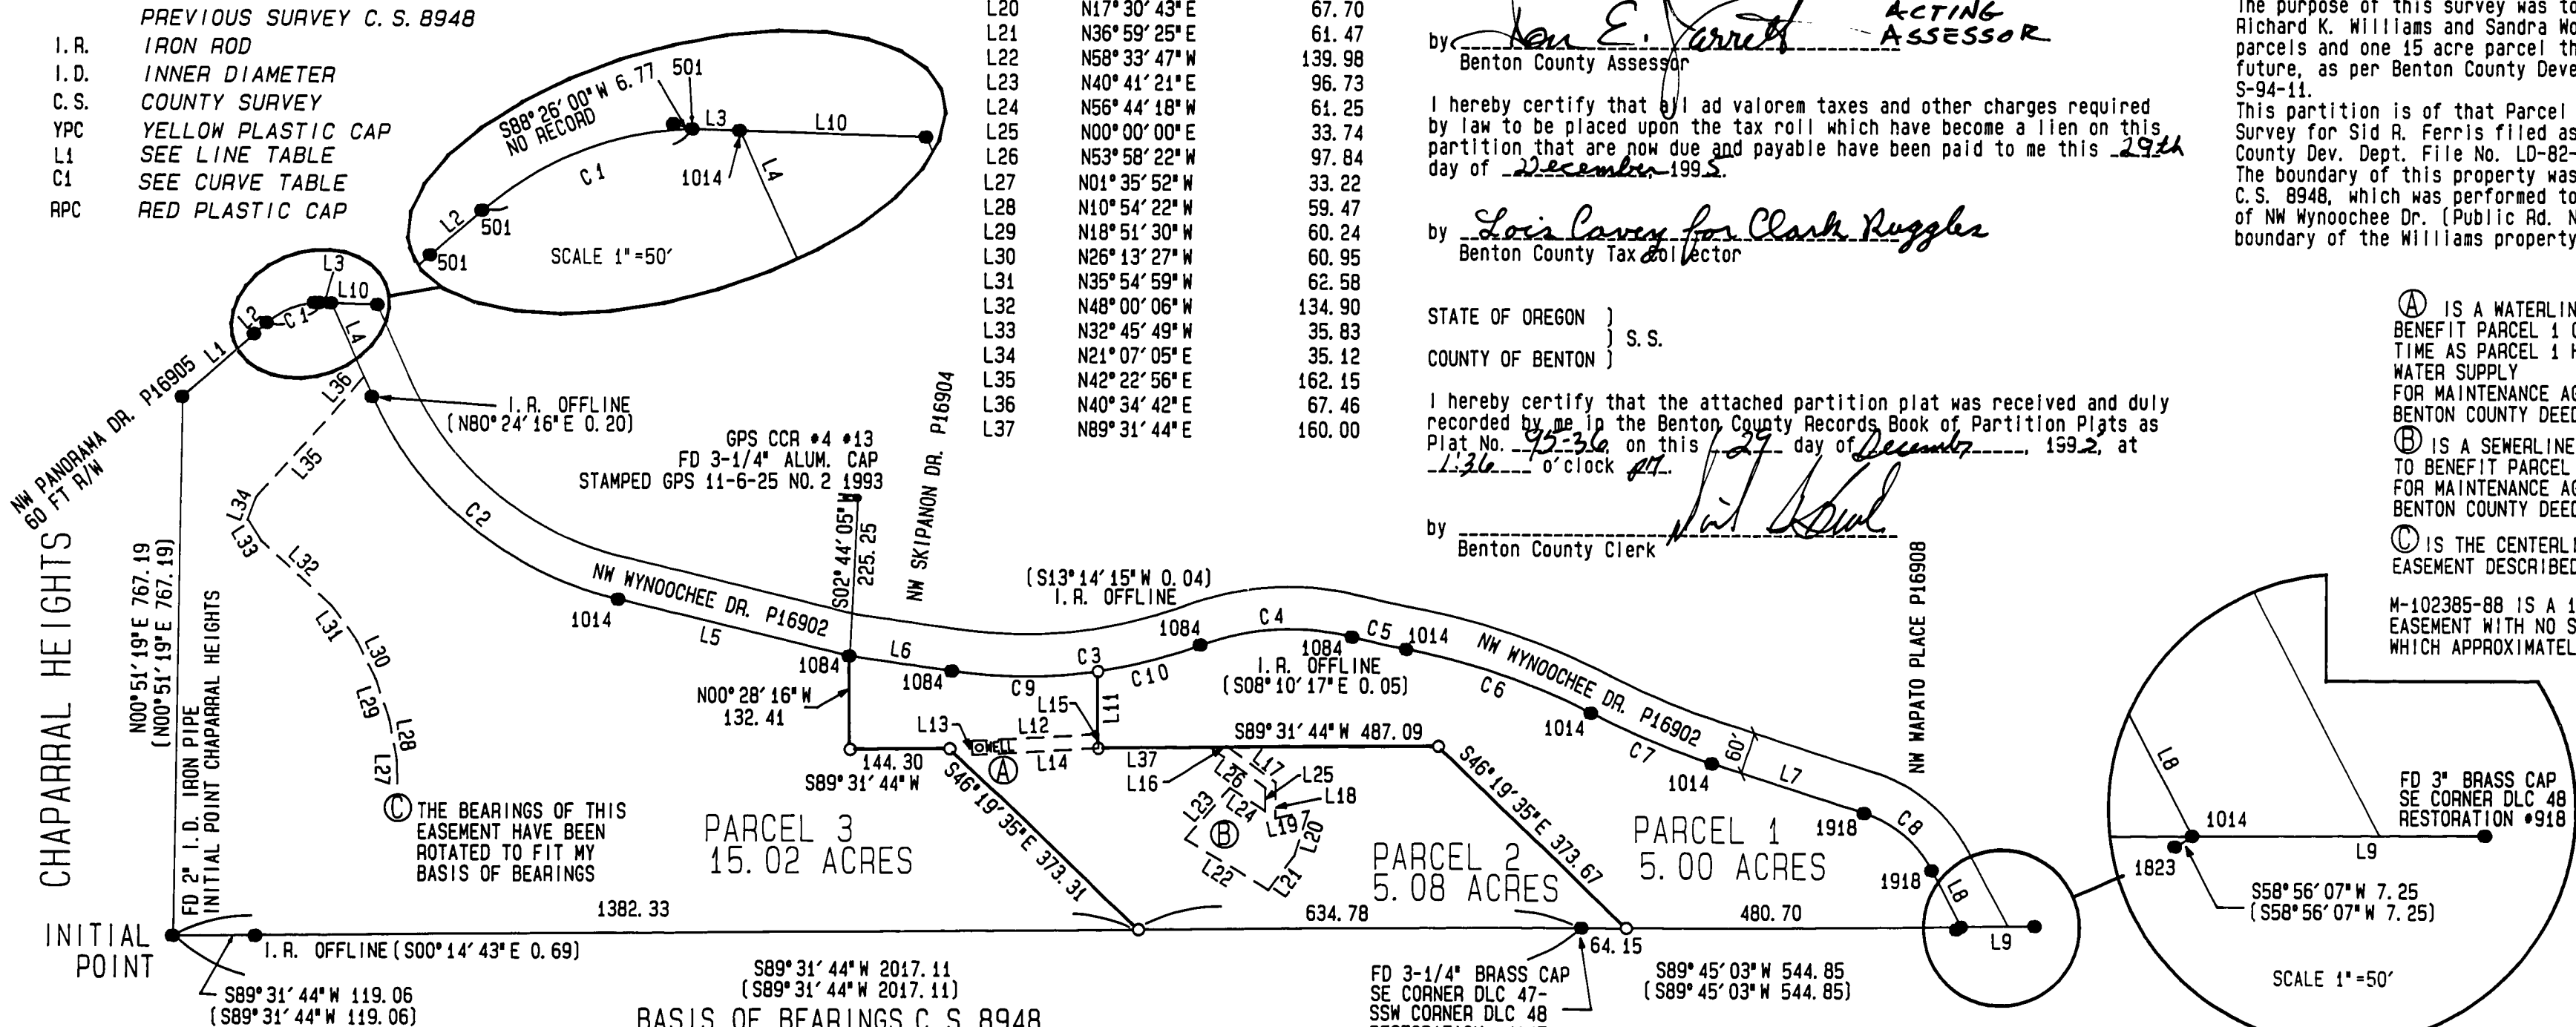 PREVIOUS SURVEY C.S. 8948
I.R. IRON ROD
I.D. INNER DIAMETER
C.S. COUNTY SURVEY
YPC YELLOW PLASTIC CAP
L1 SEE LINE TABLE
C1 SEE CURVE TABLE
RPC RED PLASTIC CAP
S88°26'00"W 6.77
NO RECORD
501
L3
L10
C1
1014
L4
L2
501
501
SCALE 1"=50'
L20 N17°30'43"E 67.70
L21 N36°59'25"E 61.47
L22 N58°33'47"W 139.98
L23 N40°41'21"E 96.73
L24 N56°44'18"W 61.25
L25 N00°00'00"E 33.74
L26 N53°58'22"W 97.84
L27 N01°35'52"W 33.22
L28 N10°54'22"W 59.47
L29 N18°51'30"W 60.24
L30 N26°13'27"W 60.95
L31 N35°54'59"W 62.58
L32 N48°00'06"W 134.90
L33 N32°45'49"W 35.83
L34 N21°07'05"E 35.12
L35 N42°22'56"E 162.15
L36 N40°34'42"E 67.46
L37 N89°31'44"E 160.00
by E. ACTING
ASSESSOR
Benton County Assessor
I hereby certify that all ad valorem taxes and other charges required
by law to be placed upon the tax roll which have become a lien on this
partition that are now due and payable have been paid to me this 29th
day of December 1995.
by Lois Cavey for Clark Ruggles
Benton County Tax Collector
STATE OF OREGON )
) S.S.
COUNTY OF BENTON )
I hereby certify that the attached partition plat was received and duly
recorded by me in the Benton County Records Book of Partition Plats as
Plat No. 95-36, on this 29 day of December, 199 , at
1:36 o'clock PM.
by
Benton County Clerk
The purpose of this survey was to
Richard K. Williams and Sandra Wo
parcels and one 15 acre parcel th
future, as per Benton County Deve
S-94-11.
This partition is of that Parcel
Survey for Sid R. Ferris filed as
County Dev. Dept. File No. LD-82-
The boundary of this property was
C.S. 8948, which was performed to
of NW Wynoochee Dr. (Public Rd. N
boundary of the Williams property
A IS A WATERLIN
BENEFIT PARCEL 1 O
TIME AS PARCEL 1 H
WATER SUPPLY
FOR MAINTENANCE AG
BENTON COUNTY DEED
B IS A SEWERLINE
TO BENEFIT PARCEL
FOR MAINTENANCE AG
BENTON COUNTY DEED
C IS THE CENTERLI
EASEMENT DESCRIBED
M-102385-88 IS A 1
EASEMENT WITH NO S
WHICH APPROXIMATEL
L3
L10
L2
C1
L4
L1
NW PANORAMA DR. P16905
60 FT R/W
L36
L35
L34
L33
L32
L31
L30
L29
L28
L27
I.R. OFFLINE
(N80°24'16"E 0.20)
GPS CCR #4 #13
FD 3-1/4" ALUM. CAP
STAMPED GPS 11-6-25 NO.2 1993
S02°44'05"W
225.25
NW SKIPANON DR. P16904
C2
NW WYNOOCHEE DR. P16902
1014
L5
1084
L6
1084
C9
C3
C10
(S13°14'15"W 0.04)
I.R. OFFLINE
1084
C4
1084
C5
1014
I.R. OFFLINE
(S08°10'17"E 0.05)
C6
NW WYNOOCHEE DR. P16902
1014
C7
60'
1014
L7
1918
C8
1918
L8
L9
NW WAPATO PLACE P16908
CHAPARRAL HEIGHTS
N00°51'19"E 767.19
(N00°51'19"E 767.19)
FD 2" I.D. IRON PIPE
INITIAL POINT CHAPARRAL HEIGHTS
N00°28'16"W
132.41
L13
L12
L15
L11
WELL
A
L14
144.30
S89°31'44"W
S89°31'44"W 487.09
L37
L16
L17
L26
L25
L18
L24
L23
L19
B
L20
L22
L21
S46°19'35"E 373.31
S46°19'35"E 373.67
C THE BEARINGS OF THIS
EASEMENT HAVE BEEN
ROTATED TO FIT MY
BASIS OF BEARINGS
PARCEL 3
15.02 ACRES
PARCEL 2
5.08 ACRES
PARCEL 1
5.00 ACRES
INITIAL
POINT
1382.33
634.78
480.70
64.15
I.R. OFFLINE (S00°14'43"E 0.69)
S89°31'44"W 119.06
(S89°31'44"W 119.06)
S89°31'44"W 2017.11
(S89°31'44"W 2017.11)
BASIS OF BEARINGS C.S. 8948
FD 3-1/4" BRASS CAP
SE CORNER DLC 47-
SSW CORNER DLC 48
S89°45'03"W 544.85
(S89°45'03"W 544.85)
L8
1014
1823
L9
FD 3" BRASS CAP
SE CORNER DLC 48
RESTORATION #918
S58°56'07"W 7.25
(S58°56'07"W 7.25)
SCALE 1"=50'